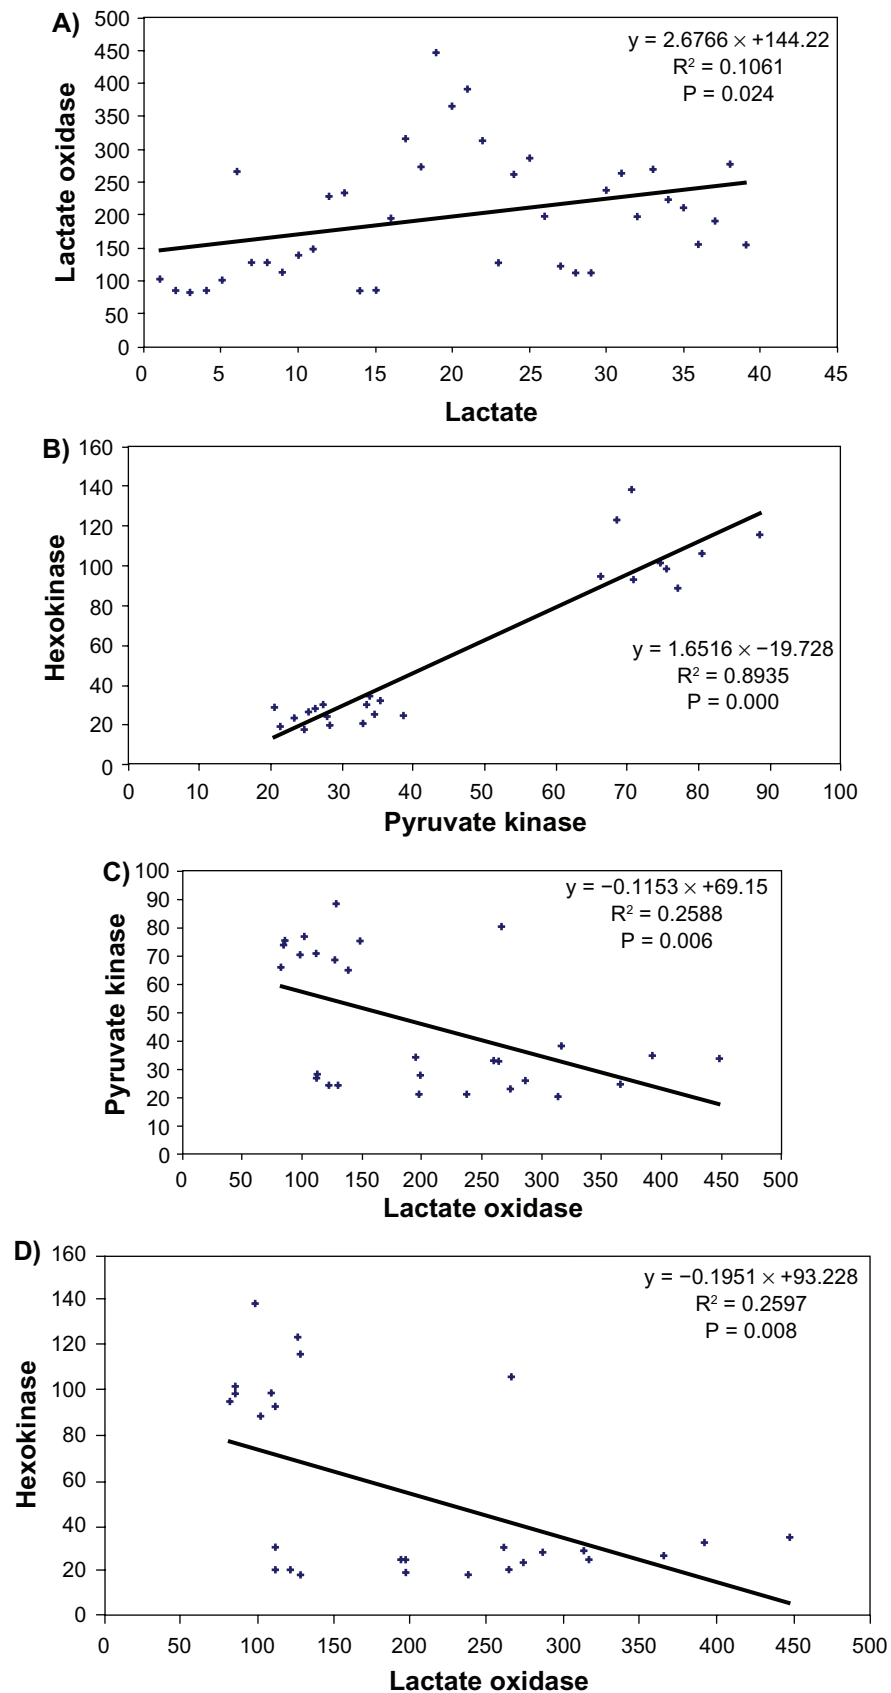 A)
500
450
400
350
300
250
200
150
100
50
0
Lactate oxidase
y = 2.6766 × +144.22
R² = 0.1061
P = 0.024
0 5 10 15 20 25 30 35 40 45
Lactate
B)
160
140
120
100
80
60
40
20
0
Hexokinase
y = 1.6516 × −19.728
R² = 0.8935
P = 0.000
0 10 20 30 40 50 60 70 80 90 100
Pyruvate kinase
C)
100
90
80
70
60
50
40
30
20
10
0
Pyruvate kinase
y = −0.1153 × +69.15
R² = 0.2588
P = 0.006
0 50 100 150 200 250 300 350 400 450 500
Lactate oxidase
D)
160
140
120
100
80
60
40
20
0
Hexokinase
y = −0.1951 × +93.228
R² = 0.2597
P = 0.008
0 50 100 150 200 250 300 350 400 450 500
Lactate oxidase